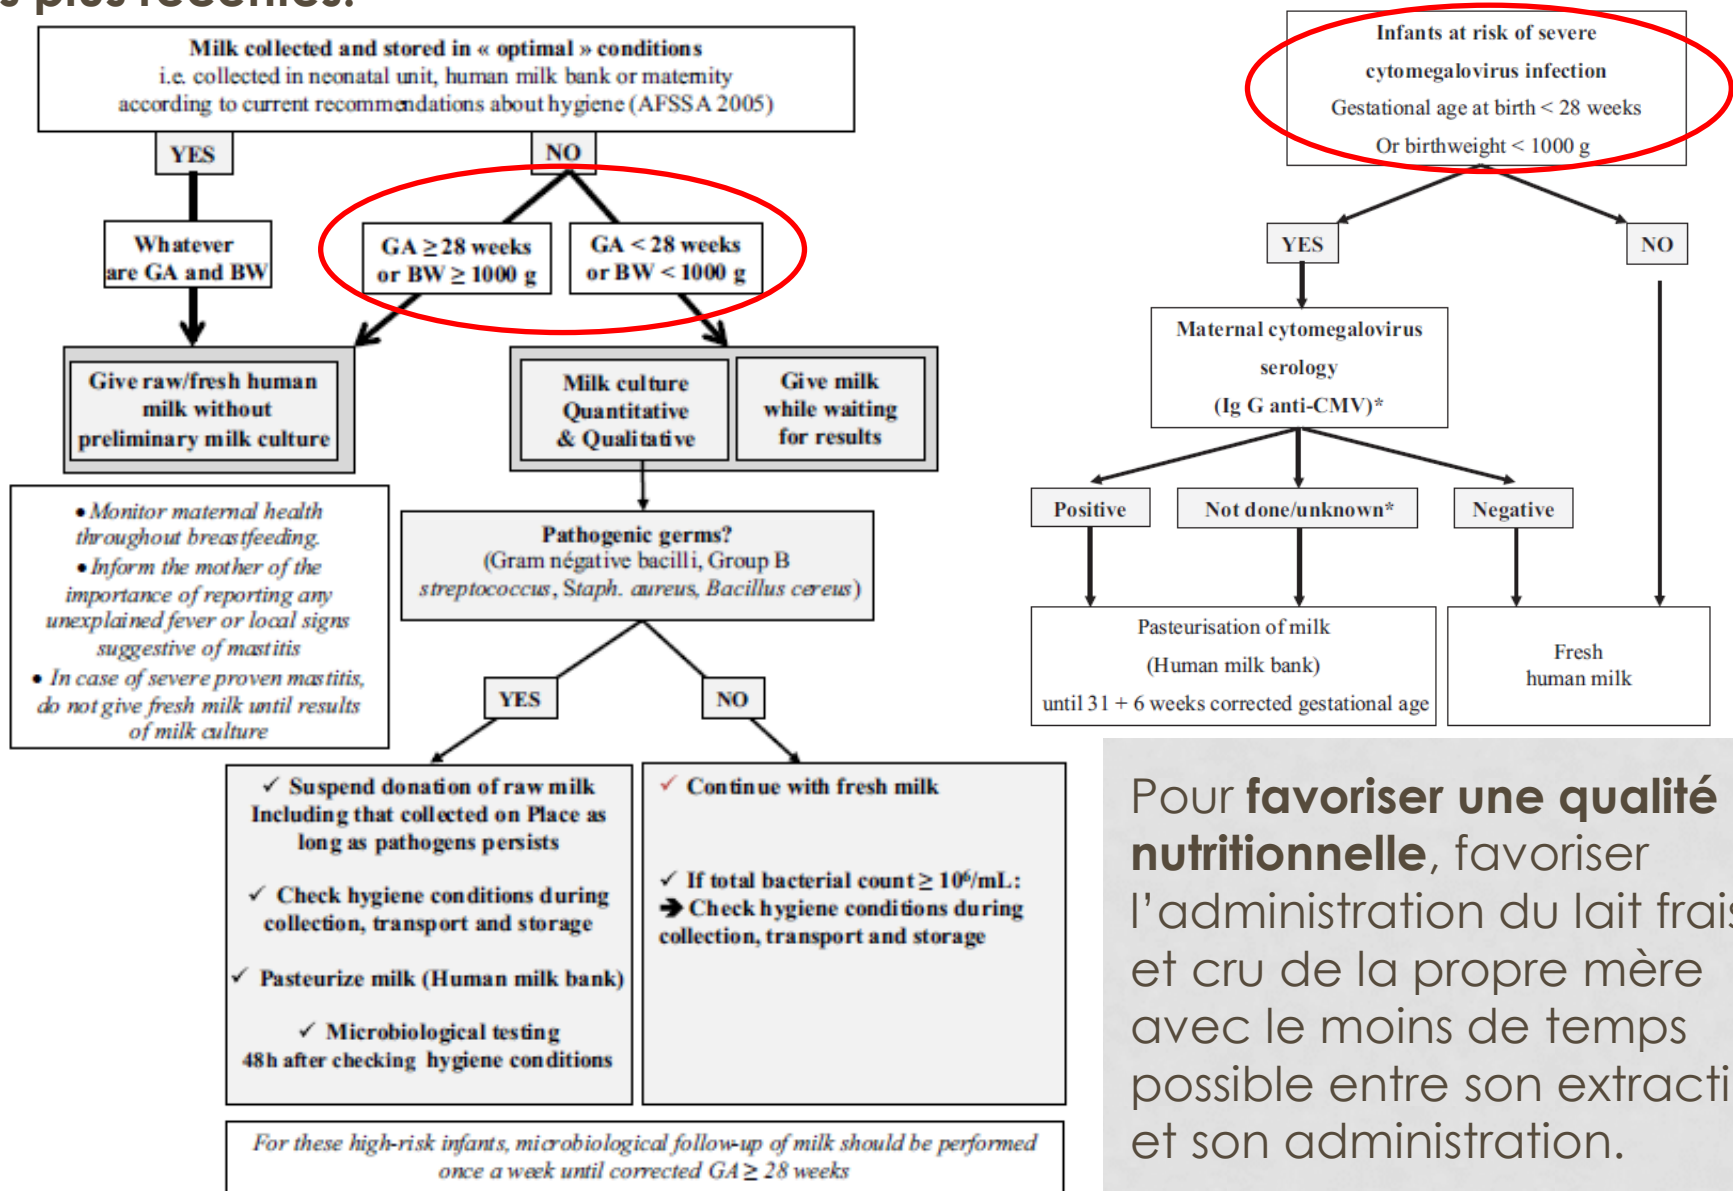 s plus récentes.
Milk collected and stored in « optimal » conditions
i.e. collected in neonatal unit, human milk bank or maternity
according to current recommendations about hygiene (AFSSA 2005)
YES
NO
Whatever
are GA and BW
GA ≥ 28 weeks
or BW ≥ 1000 g
GA < 28 weeks
or BW < 1000 g
Give raw/fresh human
milk without
preliminary milk culture
Milk culture
Quantitative
& Qualitative
Give milk
while waiting
for results
• Monitor maternal health
throughout breastfeeding.
• Inform the mother of the
importance of reporting any
unexplained fever or local signs
suggestive of mastitis
• In case of severe proven mastitis,
do not give fresh milk until results
of milk culture
Pathogenic germs?
(Gram négative bacilli, Group B
streptococcus, Staph. aureus, Bacillus cereus)
YES
NO
✓ Suspend donation of raw milk
Including that collected on Place as
long as pathogens persists
✓ Check hygiene conditions during
collection, transport and storage
✓ Pasteurize milk (Human milk bank)
✓ Microbiological testing
48h after checking hygiene conditions
✓ Continue with fresh milk
✓ If total bacterial count ≥ 10⁶/mL:
➔ Check hygiene conditions during
collection, transport and storage
For these high-risk infants, microbiological follow-up of milk should be performed
once a week until corrected GA ≥ 28 weeks
Infants at risk of severe
cytomegalovirus infection
Gestational age at birth < 28 weeks
Or birthweight < 1000 g
YES
NO
Maternal cytomegalovirus
serology
(Ig G anti-CMV)*
Positive
Not done/unknown*
Negative
Pasteurisation of milk
(Human milk bank)
until 31 + 6 weeks corrected gestational age
Fresh
human milk
Pour favoriser une qualité
nutritionnelle, favoriser
l’administration du lait frais
et cru de la propre mère
avec le moins de temps
possible entre son extracti
et son administration.